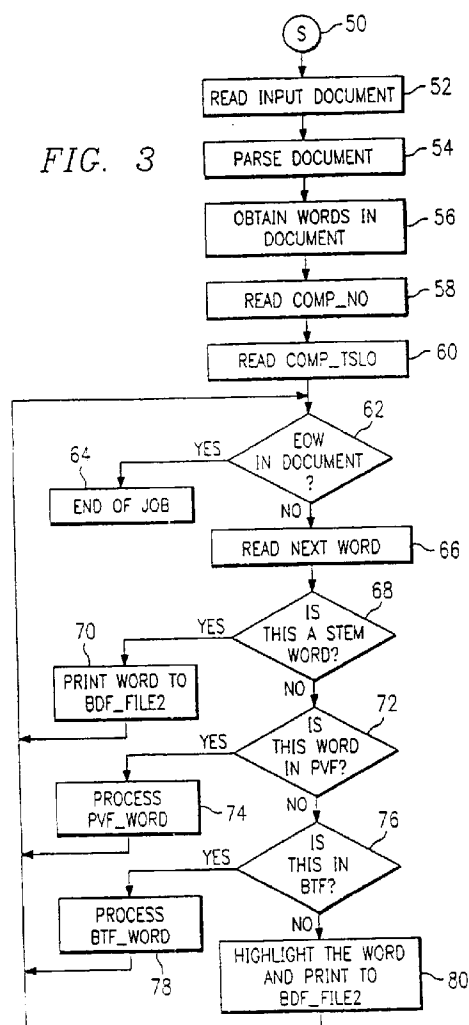 S
50
READ INPUT DOCUMENT
52
FIG. 3
PARSE DOCUMENT
54
OBTAIN WORDS IN
DOCUMENT
56
READ COMP_NO
58
READ COMP_TSLO
60
62
EOW
IN DOCUMENT
?
YES
64
END OF JOB
NO
READ NEXT WORD
66
68
IS
THIS A STEM
WORD?
YES
70
PRINT WORD TO
BDF_FILE2
NO
72
IS
THIS WORD
IN PVF?
YES
PROCESS
PVF_WORD
74
NO
76
IS
THIS IN
BTF?
YES
PROCESS
BTF_WORD
78
NO
HIGHLIGHT THE WORD
AND PRINT TO
BDF_FILE2
80